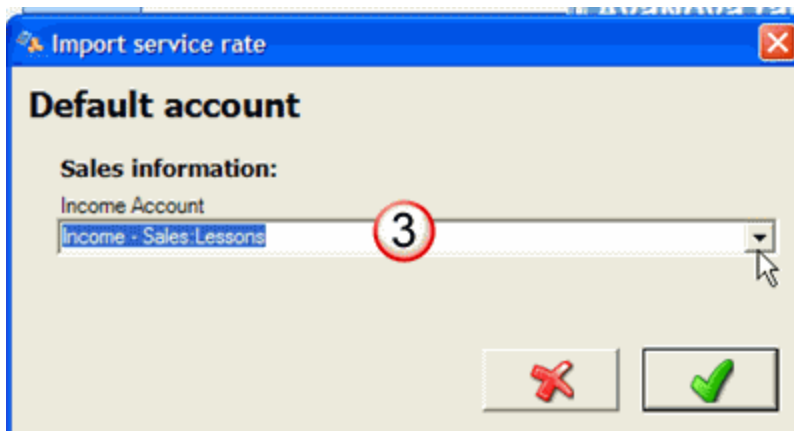 Import service rate
Default account
Sales information:
Income Account
Income - Sales:Lessons
3